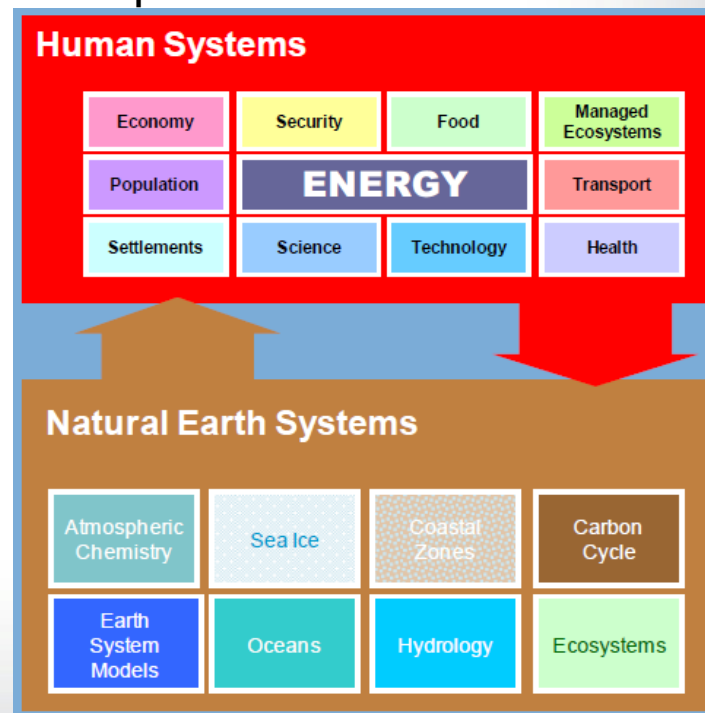 Human Systems
Economy
Security
Food
Managed
Ecosystems
Population
ENERGY
Transport
Settlements
Science
Technology
Health
Natural Earth Systems
Atmospheric
Chemistry
Sea Ice
Coastal
Zones
Carbon
Cycle
Earth
System
Models
Oceans
Hydrology
Ecosystems